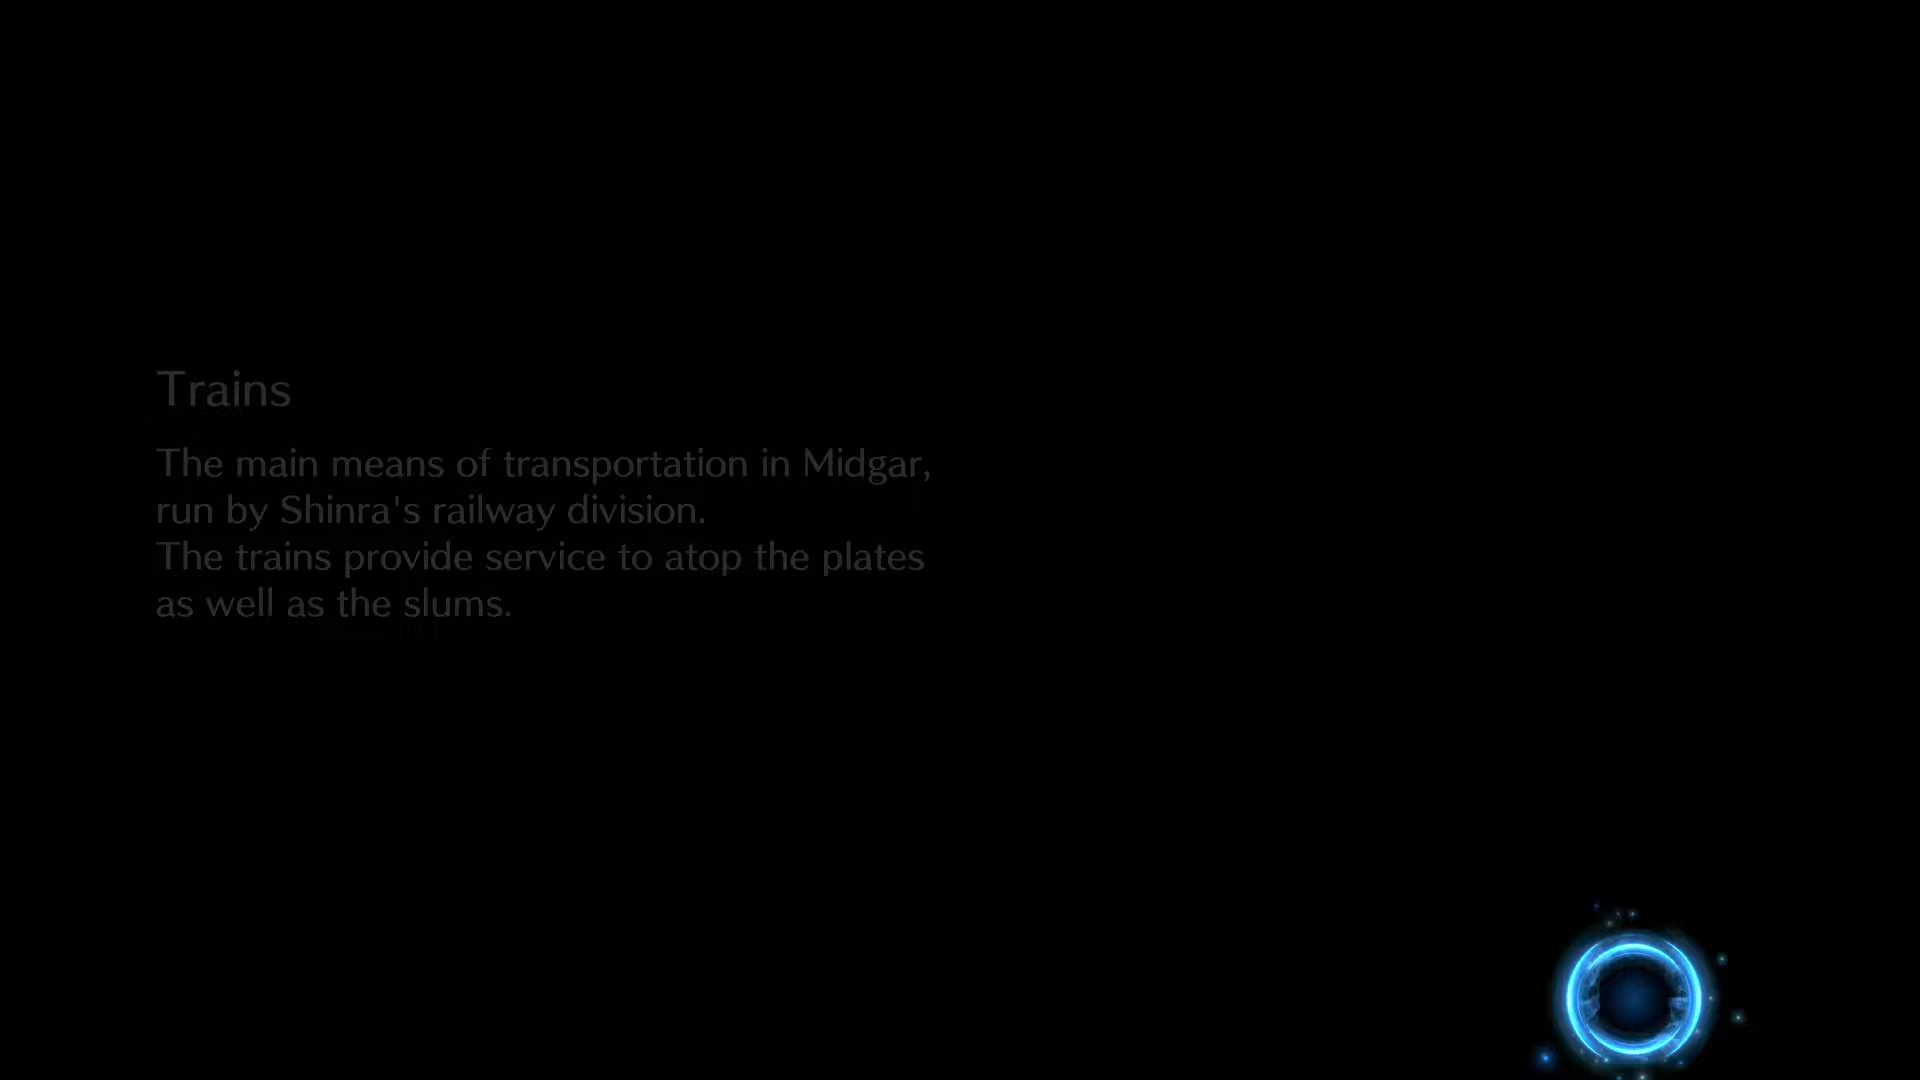 Trains
The main means of transportation in Midgar,
run by Shinra's railway division.
The trains provide service to atop the plates
as well as the slums.